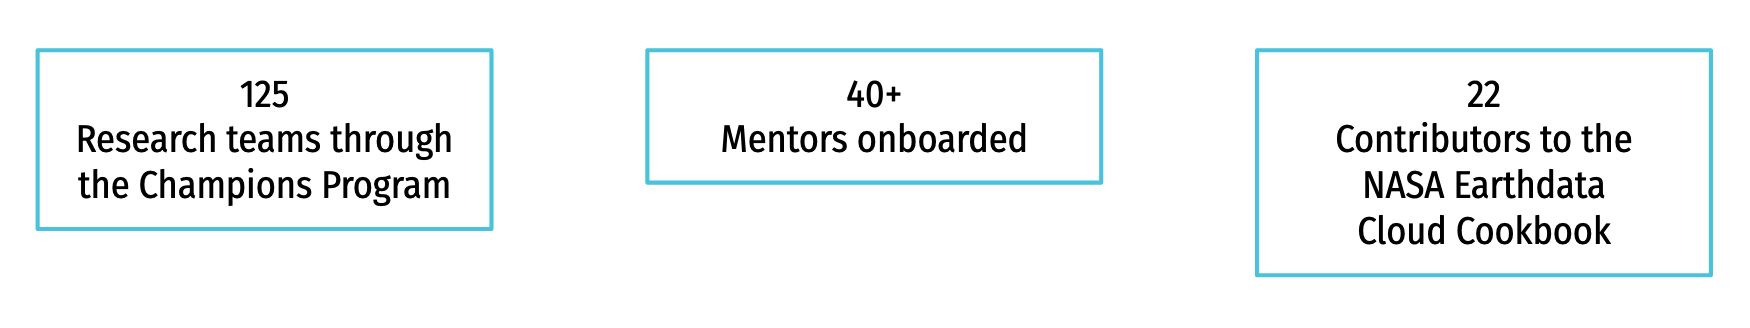 125
Research teams through
the Champions Program
40+
Mentors onboarded
22
Contributors to the
NASA Earthdata
Cloud Cookbook